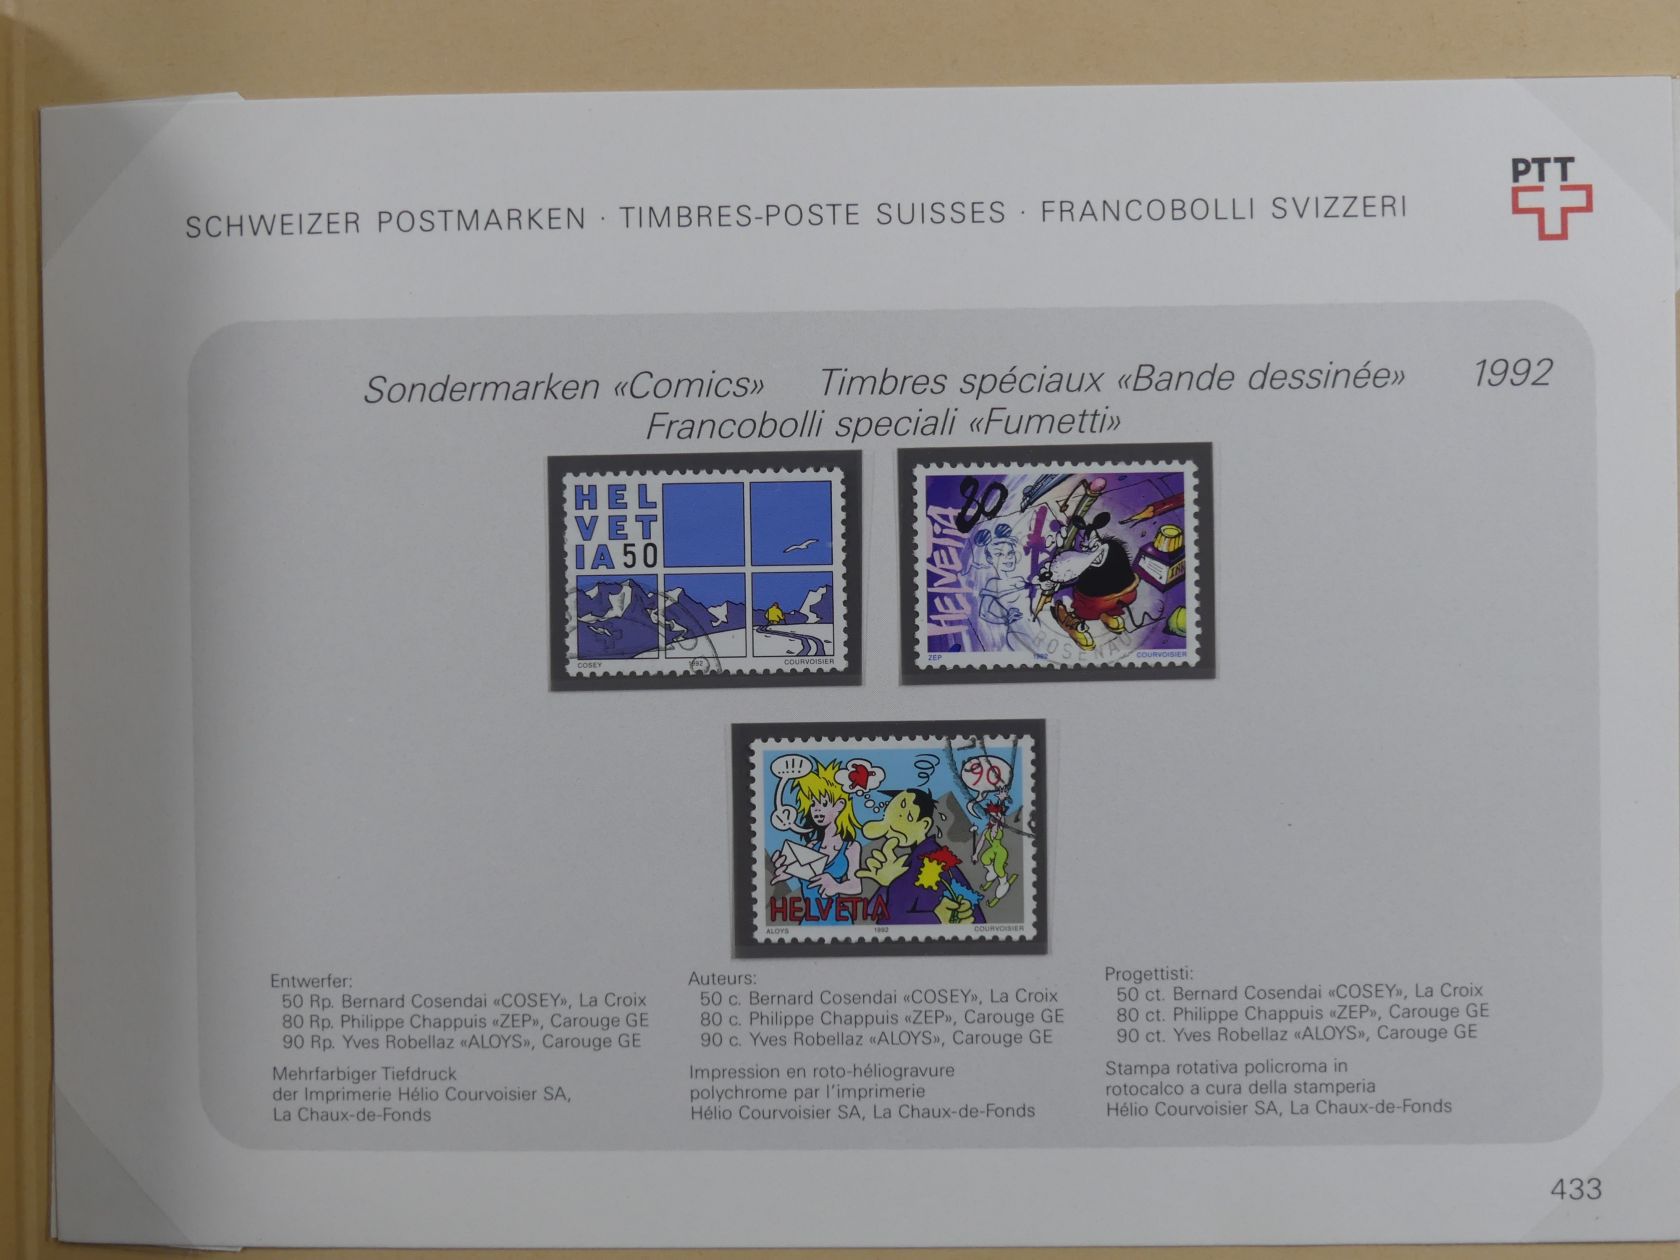 PTT
SCHWEIZER POSTMARKEN · TIMBRES-POSTE SUISSES · FRANCOBOLLI SVIZZERI
Sondermarken «Comics» Timbres spéciaux «Bande dessinée» 1992
Francobolli speciali «Fumetti»
HEL
VET
IA 50
COSEY 1992 COURVOISIER
80
HELVETIA
INK
ROSENAU
ZEP 1992 COURVOISIER
!!!
?
90
HELVETIA
ALOYS 1992 COURVOISIER
Entwerfer:
50 Rp. Bernard Cosendai «COSEY», La Croix
80 Rp. Philippe Chappuis «ZEP», Carouge GE
90 Rp. Yves Robellaz «ALOYS», Carouge GE
Mehrfarbiger Tiefdruck
der Imprimerie Hélio Courvoisier SA,
La Chaux-de-Fonds
Auteurs:
50 c. Bernard Cosendai «COSEY», La Croix
80 c. Philippe Chappuis «ZEP», Carouge GE
90 c. Yves Robellaz «ALOYS», Carouge GE
Impression en roto-héliogravure
polychrome par l'imprimerie
Hélio Courvoisier SA, La Chaux-de-Fonds
Progettisti:
50 ct. Bernard Cosendai «COSEY», La Croix
80 ct. Philippe Chappuis «ZEP», Carouge GE
90 ct. Yves Robellaz «ALOYS», Carouge GE
Stampa rotativa policroma in
rotocalco a cura della stamperia
Hélio Courvoisier SA, La Chaux-de-Fonds
433